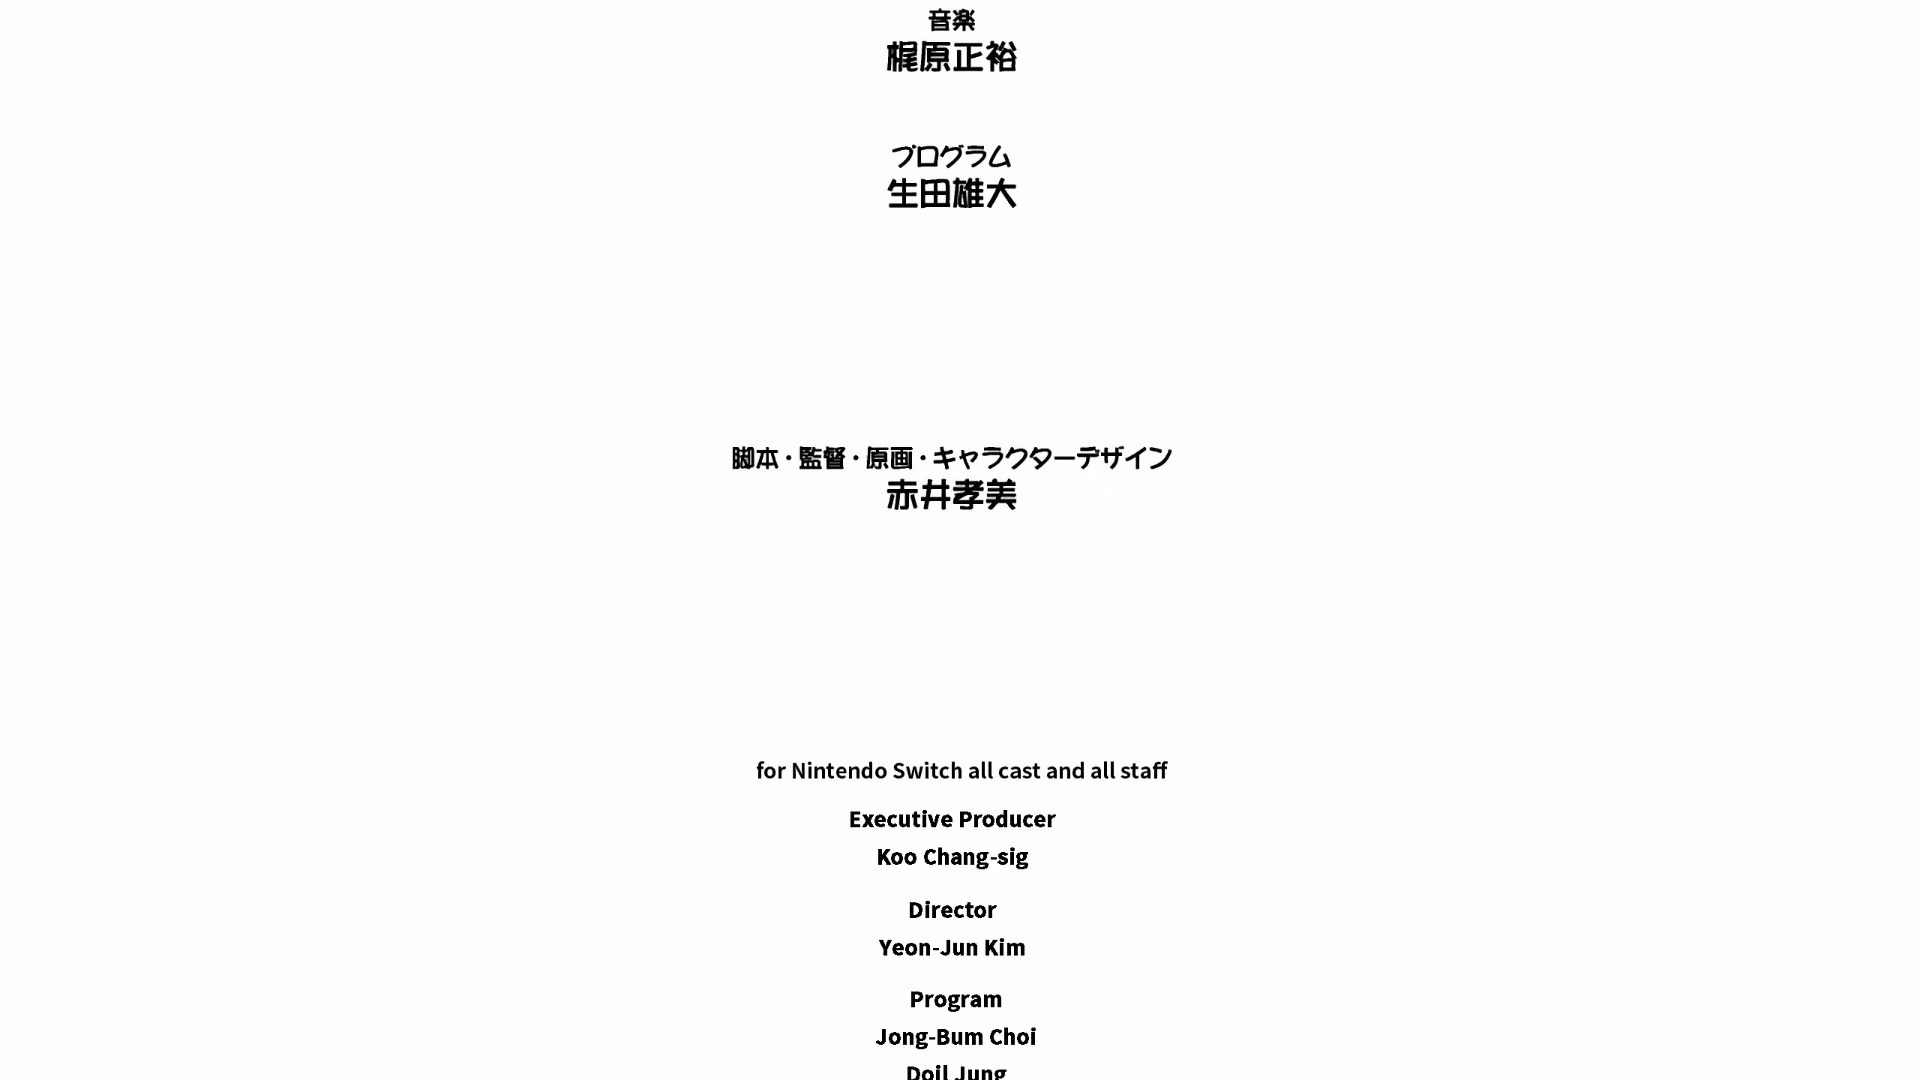 音楽
梶原正裕
プログラム
生田雄大
脚本・監督・原画・キャラクターデザイン
赤井孝美
for Nintendo Switch all cast and all staff
Executive Producer
Koo Chang-sig
Director
Yeon-Jun Kim
Program
Jong-Bum Choi
Doil Jung